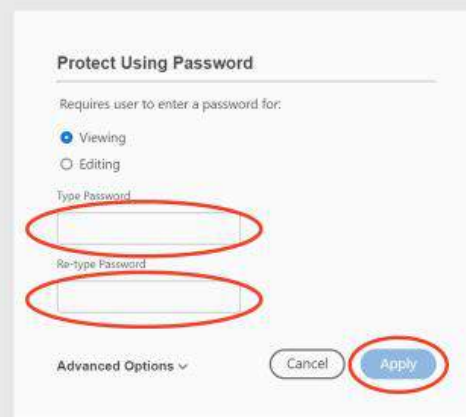 Protect Using Password
Requires user to enter a password for:
Viewing
Editing
Type Password
Re-type Password
Advanced Options
Cancel
Apply